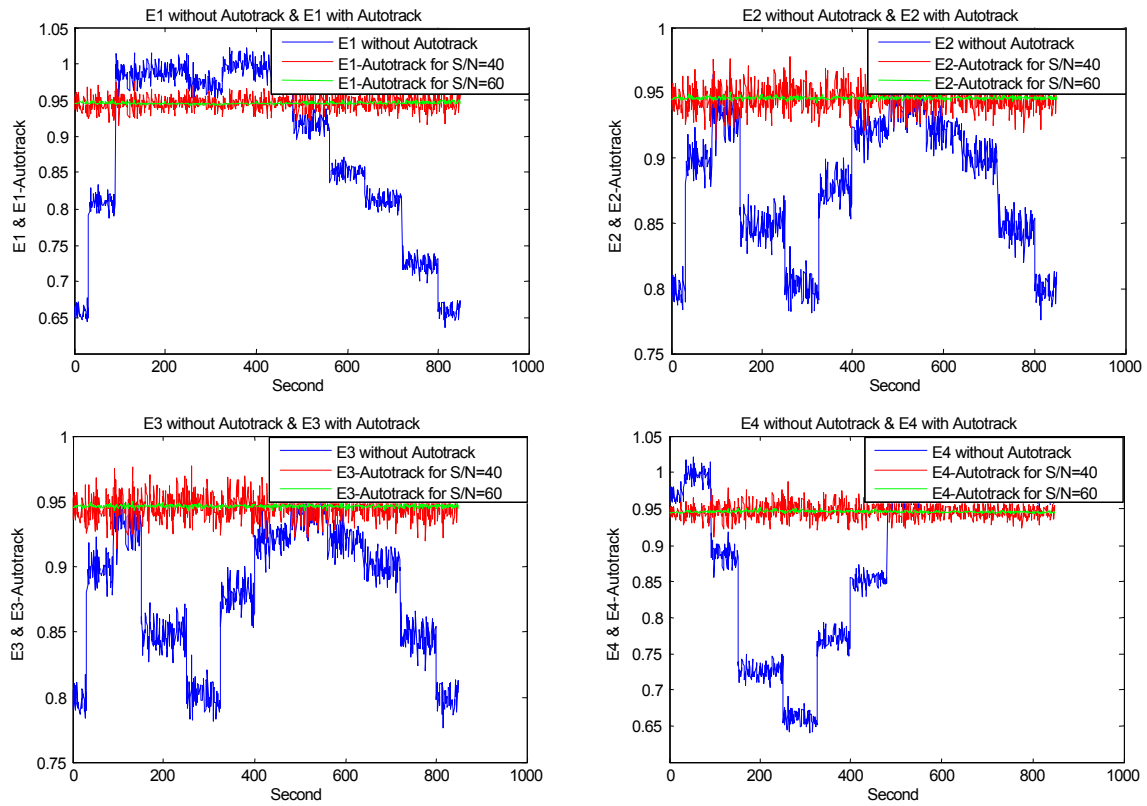 E1 without Autotrack & E1 with Autotrack
1.05
1
0.95
0.9
0.85
0.8
0.75
0.7
0.65
E1 & E1-Autotrack
E1 without Autotrack
E1-Autotrack for S/N=40
E1-Autotrack for S/N=60
0 200 400 600 800 1000
Second
E2 without Autotrack & E2 with Autotrack
1
0.95
0.9
0.85
0.8
0.75
E2 & E2-Autotrack
E2 without Autotrack
E2-Autotrack for S/N=40
E2-Autotrack for S/N=60
0 200 400 600 800 1000
Second
E3 without Autotrack & E3 with Autotrack
1
0.95
0.9
0.85
0.8
0.75
E3 & E3-Autotrack
E3 without Autotrack
E3-Autotrack for S/N=40
E3-Autotrack for S/N=60
0 200 400 600 800 1000
Second
E4 without Autotrack & E4 with Autotrack
1.05
1
0.95
0.9
0.85
0.8
0.75
0.7
0.65
E4 & E4-Autotrack
E4 without Autotrack
E4-Autotrack for S/N=40
E4-Autotrack for S/N=60
0 200 400 600 800 1000
Second